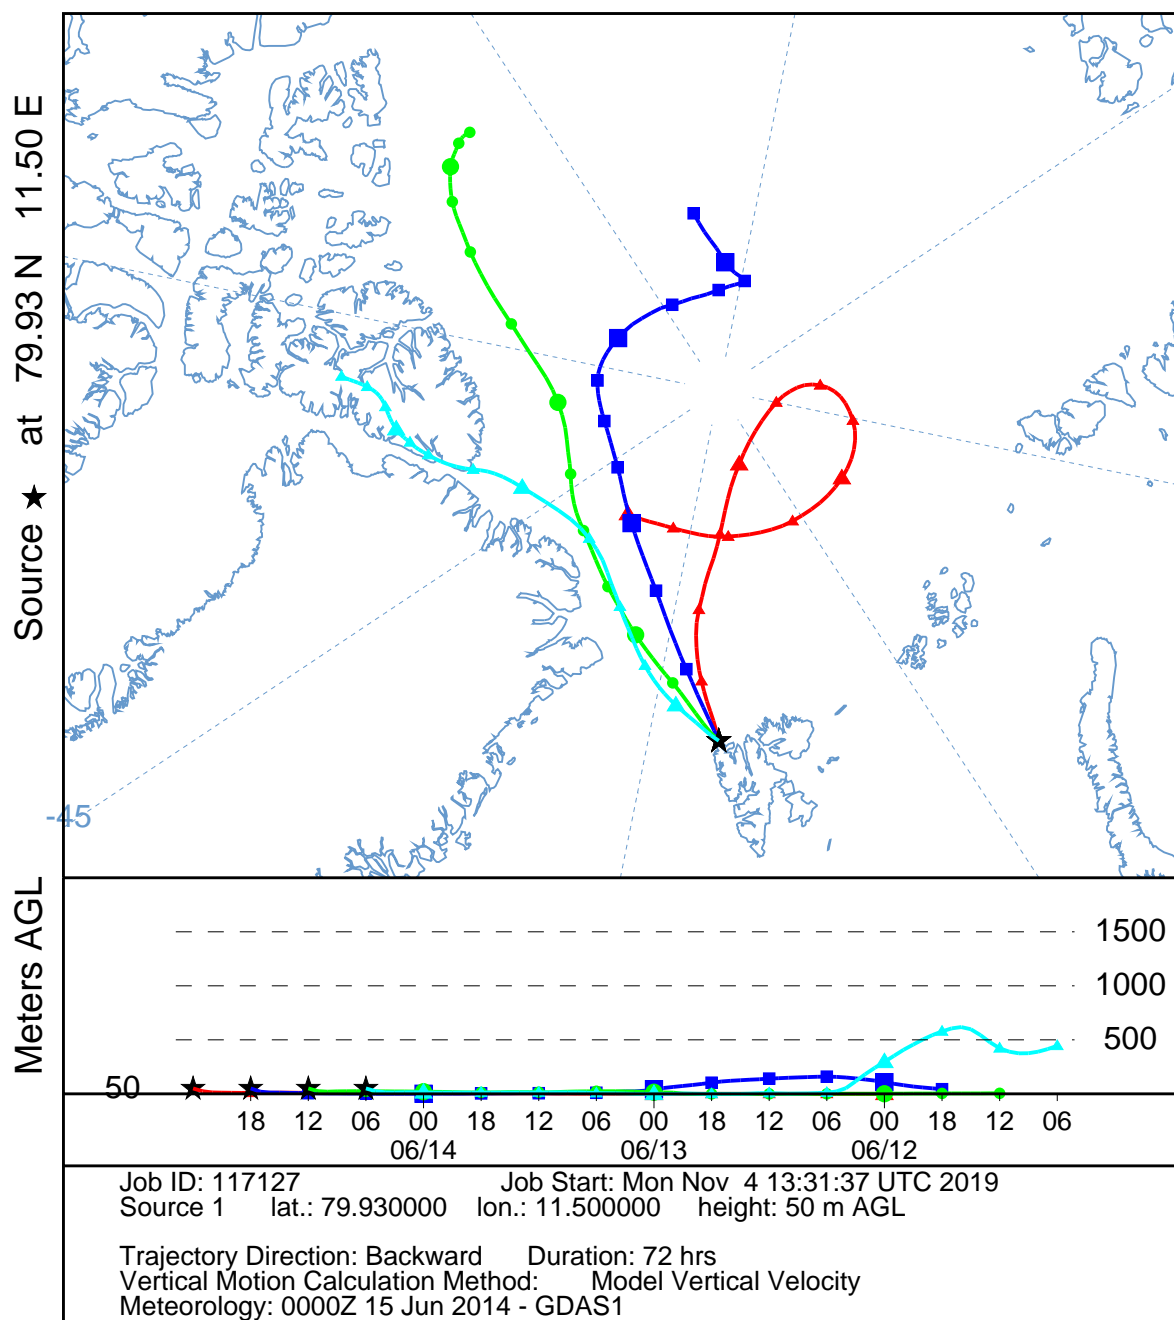 Source ★ at 79.93 N 11.50 E
-45
Meters AGL
1500
1000
500
50
18 12 06 00 18 12 06 00 18 12 06 00 18 12 06
06/14 06/13 06/12
Job ID: 117127 Job Start: Mon Nov 4 13:31:37 UTC 2019
Source 1 lat.: 79.930000 lon.: 11.500000 height: 50 m AGL
Trajectory Direction: Backward Duration: 72 hrs
Vertical Motion Calculation Method: Model Vertical Velocity
Meteorology: 0000Z 15 Jun 2014 - GDAS1